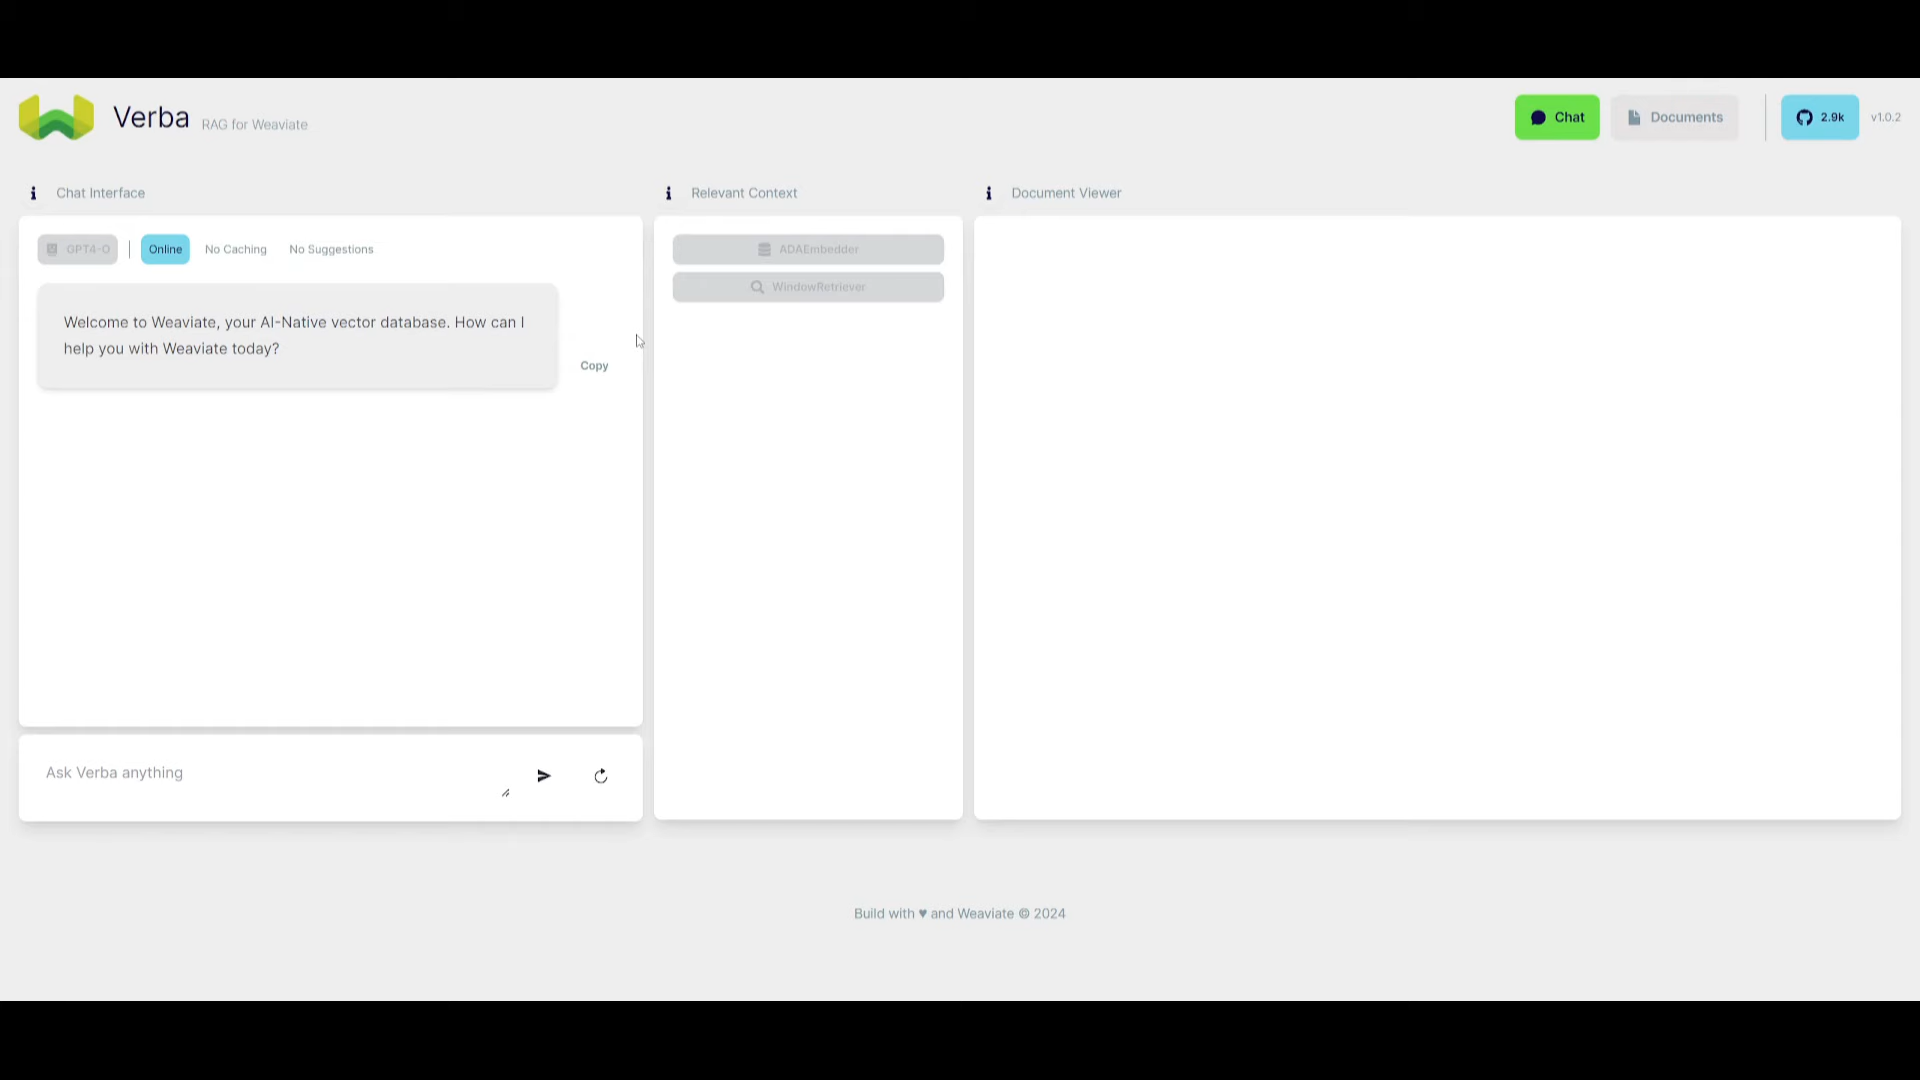 Verba RAG for Weaviate
Chat
Documents
2.9k
v1.0.2
Chat Interface
Relevant Context
Document Viewer
GPT4-O
Online
No Caching
No Suggestions
Welcome to Weaviate, your AI-Native vector database. How can I
help you with Weaviate today?
Copy
ADAEmbedder
WindowRetriever
Ask Verba anything
Build with ♥ and Weaviate © 2024